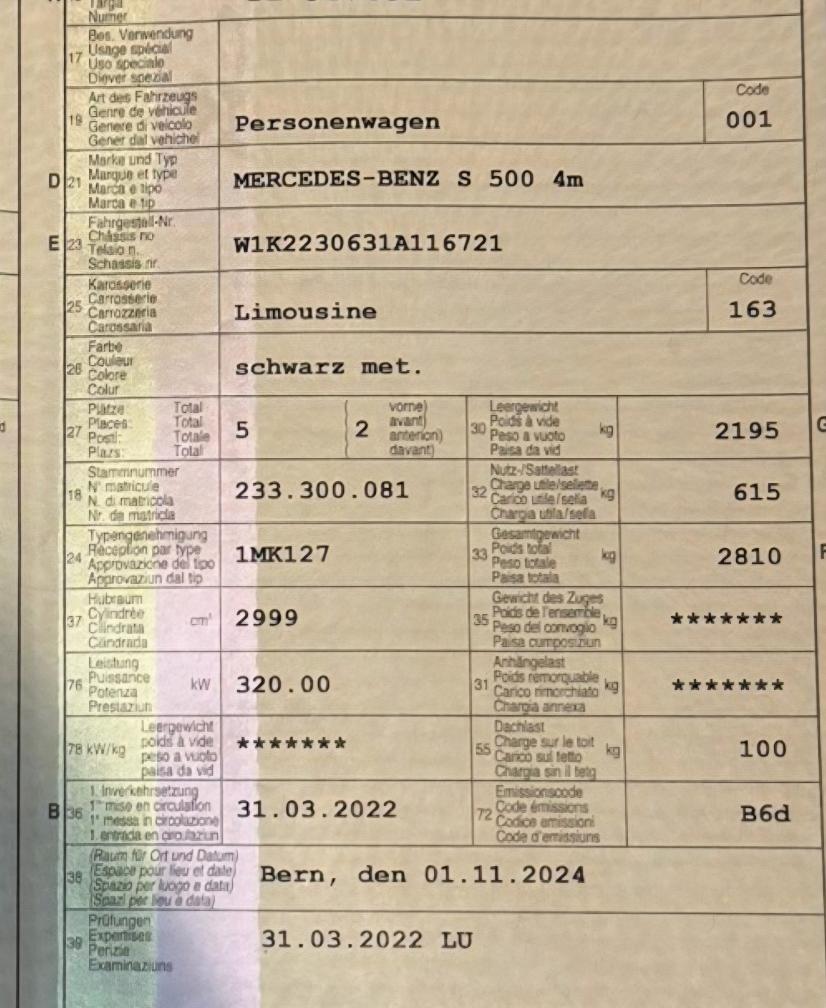 Targa
Numer
17
Bes. Verwendung
Usage spécial
Uso speciale
Diever spezial
19
Art des Fahrzeugs
Genre de véhicule
Genere di veicolo
Gener dal vehichel
Personenwagen
Code
001
D
21
Marke und Typ
Marque et type
Marca e tipo
Marca e tip
MERCEDES-BENZ S 500 4m
E
23
Fahrgestell-Nr.
Châssis no
Telaio n.
Schassis nr.
W1K2230631A116721
25
Karosserie
Carrosserie
Carrozzeria
Carossaria
Limousine
Code
163
26
Farbe
Couleur
Colore
Colur
schwarz met.
27
Plätze: Total
Places: Total
Posti: Totale
Plazs: Total
5
( 2
vorne)
avant)
anteriori)
davant)
30
Leergewicht
Poids à vide
Peso a vuoto
Paisa da vid
kg
2195
18
Stammnummer
N° matricule
N. di matricola
Nr. da matricla
233.300.081
32
Nutz-/Sattellast
Charge utile/sellette
Carico utile/sella
Chargia utila/sella
kg
615
24
Typengenehmigung
Réception par type
Approvazione del tipo
Approvaziun dal tip
1MK127
33
Gesamtgewicht
Poids total
Peso totale
Paisa totala
kg
2810
37
Hubraum
Cylindrée
Cilindrata
Cilindrada
cm³
2999
35
Gewicht des Zuges
Poids de l'ensemble
Peso del convoglio
Paisa cumposiziun
kg
*******
76
Leistung
Puissance
Potenza
Prestaziun
kW
320.00
31
Anhängelast
Poids remorquable
Carico rimorchiato
Chargia annexa
kg
*******
78 kW/kg
Leergewicht
poids à vide
peso a vuoto
paisa da vid
*******
55
Dachlast
Charge sur le toit
Carico sul tetto
Chargia sin il tetg
kg
100
B
36
1. Inverkehrsetzung
1re mise en circulation
1a messa in circolazione
1. entrada en circulaziun
31.03.2022
72
Emissionscode
Code émissions
Codice emissioni
Code d'emissiuns
B6d
38
(Raum für Ort und Datum)
(Espace pour lieu et date)
(Spazio per luogo e data)
(Spazi per lieu e data)
Bern, den 01.11.2024
39
Prüfungen
Expertises
Perizie
Examinaziuns
31.03.2022 LU